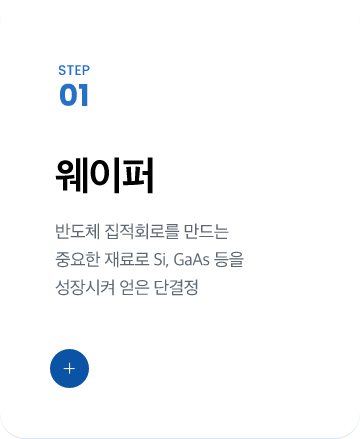 STEP
01
웨이퍼
반도체 집적회로를 만드는
중요한 재료로 Si, GaAs 등을
성장시켜 얻은 단결정